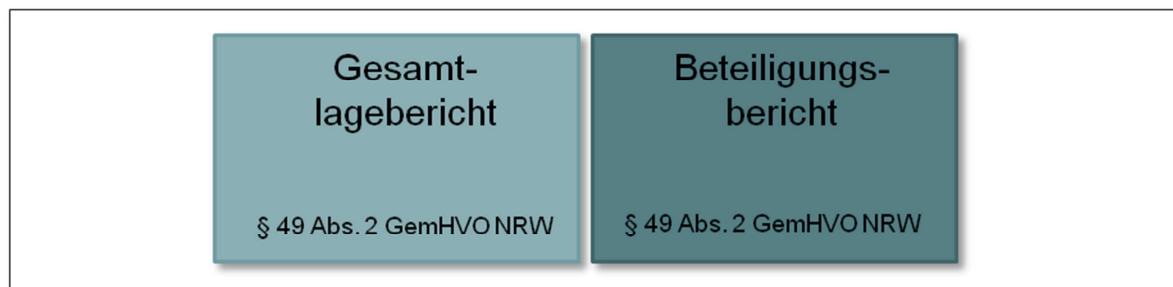 Gesamt-
lagebericht
§ 49 Abs. 2 GemHVO NRW
Beteiligungs-
bericht
§ 49 Abs. 2 GemHVO NRW